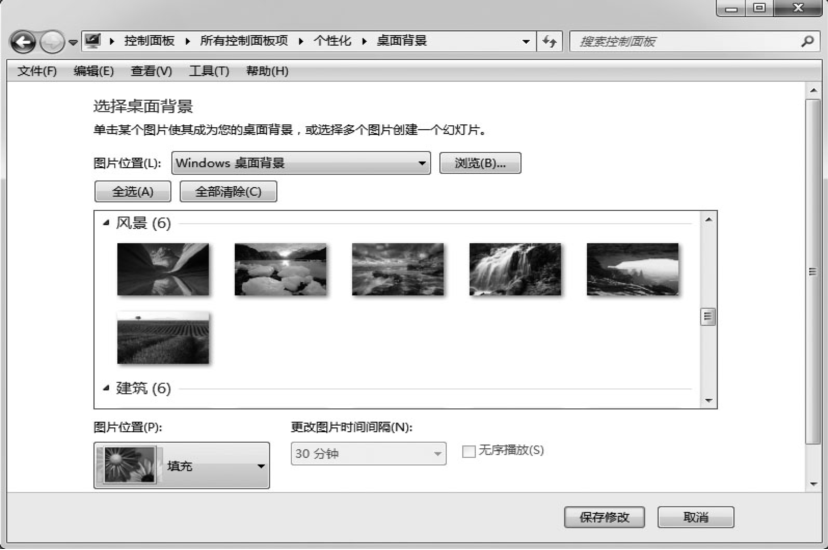 控制面板 ▸ 所有控制面板项 ▸ 个性化 ▸ 桌面背景
搜索控制面板
文件(F) 编辑(E) 查看(V) 工具(T) 帮助(H)
选择桌面背景
单击某个图片使其成为您的桌面背景，或选择多个图片创建一个幻灯片。
图片位置(L): Windows 桌面背景 浏览(B)...
全选(A) 全部清除(C)
风景 (6)
建筑 (6)
图片位置(P): 更改图片时间间隔(N):
填充 30 分钟 无序播放(S)
保存修改 取消